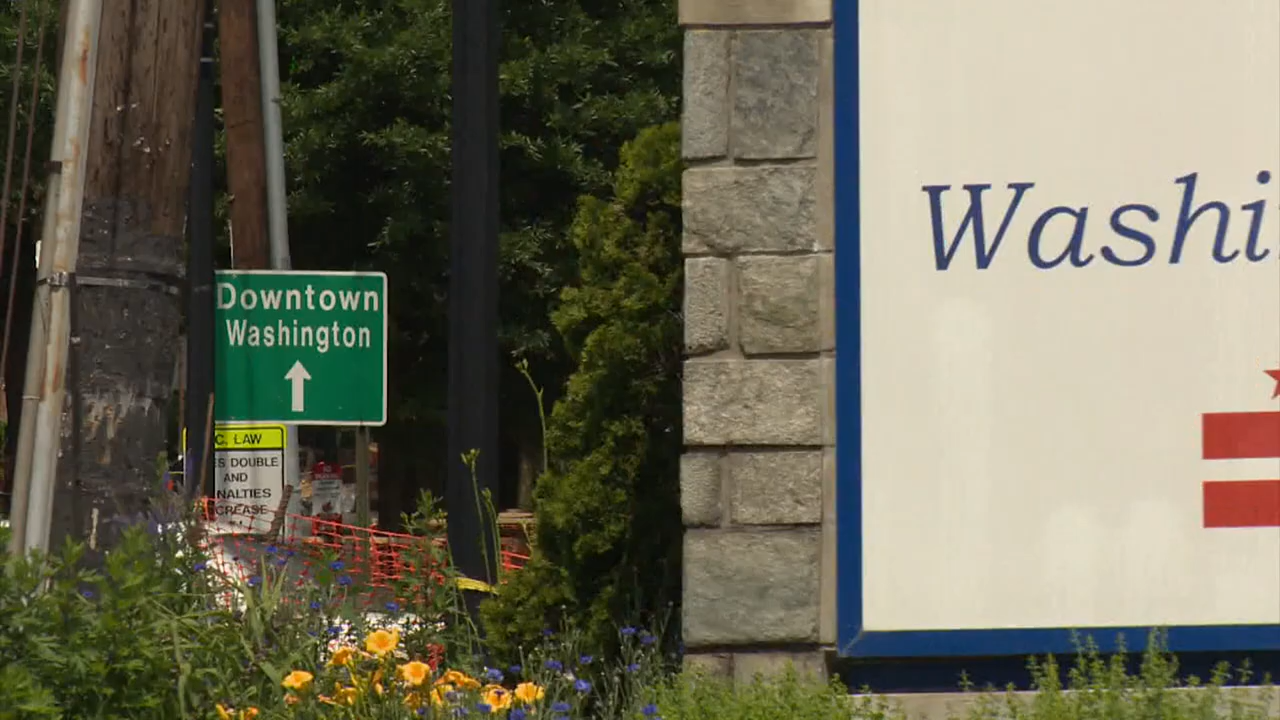 Downtown
Washington
C. LAW
ES DOUBLE
AND
NALTIES
CREASE
Washi